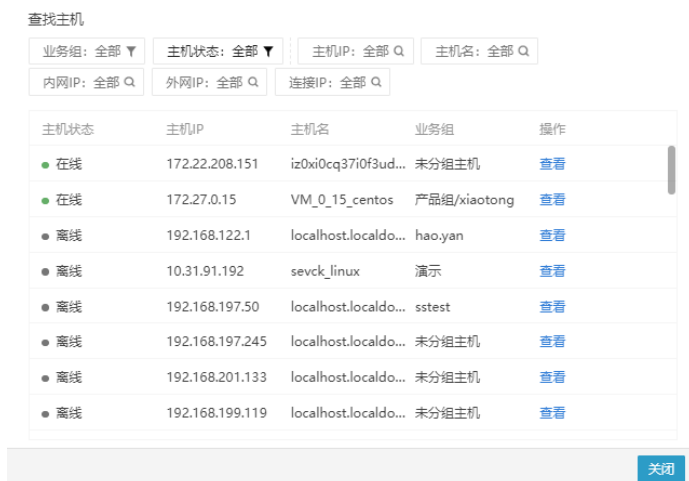 查找主机
业务组: 全部 主机状态: 全部 主机IP: 全部 主机名: 全部
内网IP: 全部 外网IP: 全部 连接IP: 全部
主机状态 主机IP 主机名 业务组 操作
在线 172.22.208.151 iz0xi0cq37i0f3ud... 未分组主机 查看
在线 172.27.0.15 VM_0_15_centos 产品组/xiaotong 查看
离线 192.168.122.1 localhost.localdo... hao.yan 查看
离线 10.31.91.192 sevck_linux 演示 查看
离线 192.168.197.50 localhost.localdo... sstest 查看
离线 192.168.197.245 localhost.localdo... 未分组主机 查看
离线 192.168.201.133 localhost.localdo... 未分组主机 查看
离线 192.168.199.119 localhost.localdo... 未分组主机 查看
关闭